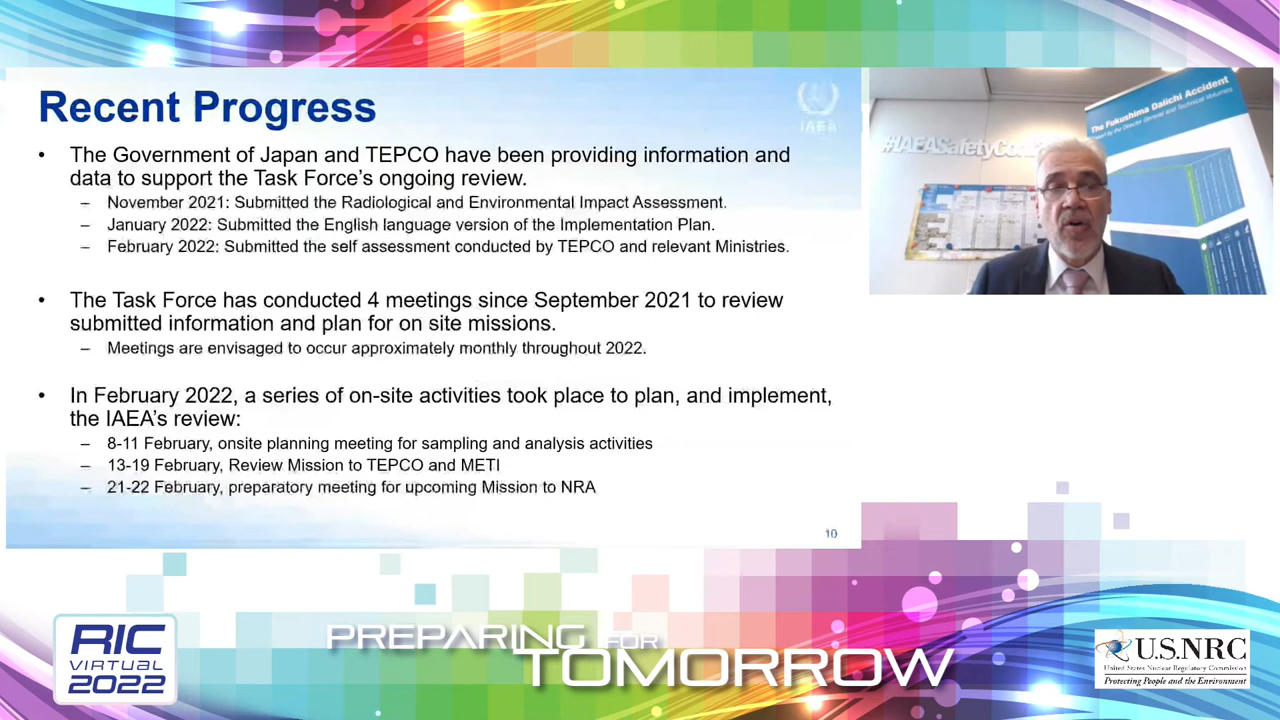 Recent Progress
IAEA
• The Government of Japan and TEPCO have been providing information and
data to support the Task Force's ongoing review.
– November 2021: Submitted the Radiological and Environmental Impact Assessment.
– January 2022: Submitted the English language version of the Implementation Plan.
– February 2022: Submitted the self assessment conducted by TEPCO and relevant Ministries.
• The Task Force has conducted 4 meetings since September 2021 to review
submitted information and plan for on site missions.
– Meetings are envisaged to occur approximately monthly throughout 2022.
• In February 2022, a series of on-site activities took place to plan, and implement,
the IAEA's review:
– 8-11 February, onsite planning meeting for sampling and analysis activities
– 13-19 February, Review Mission to TEPCO and METI
– 21-22 February, preparatory meeting for upcoming Mission to NRA
10
The Fukushima Daiichi Accident
Report by the Director General and Technical Volumes
RIC
VIRTUAL
2022
PREPARING FOR
TOMORROW
U.S.NRC
United States Nuclear Regulatory Commission
Protecting People and the Environment